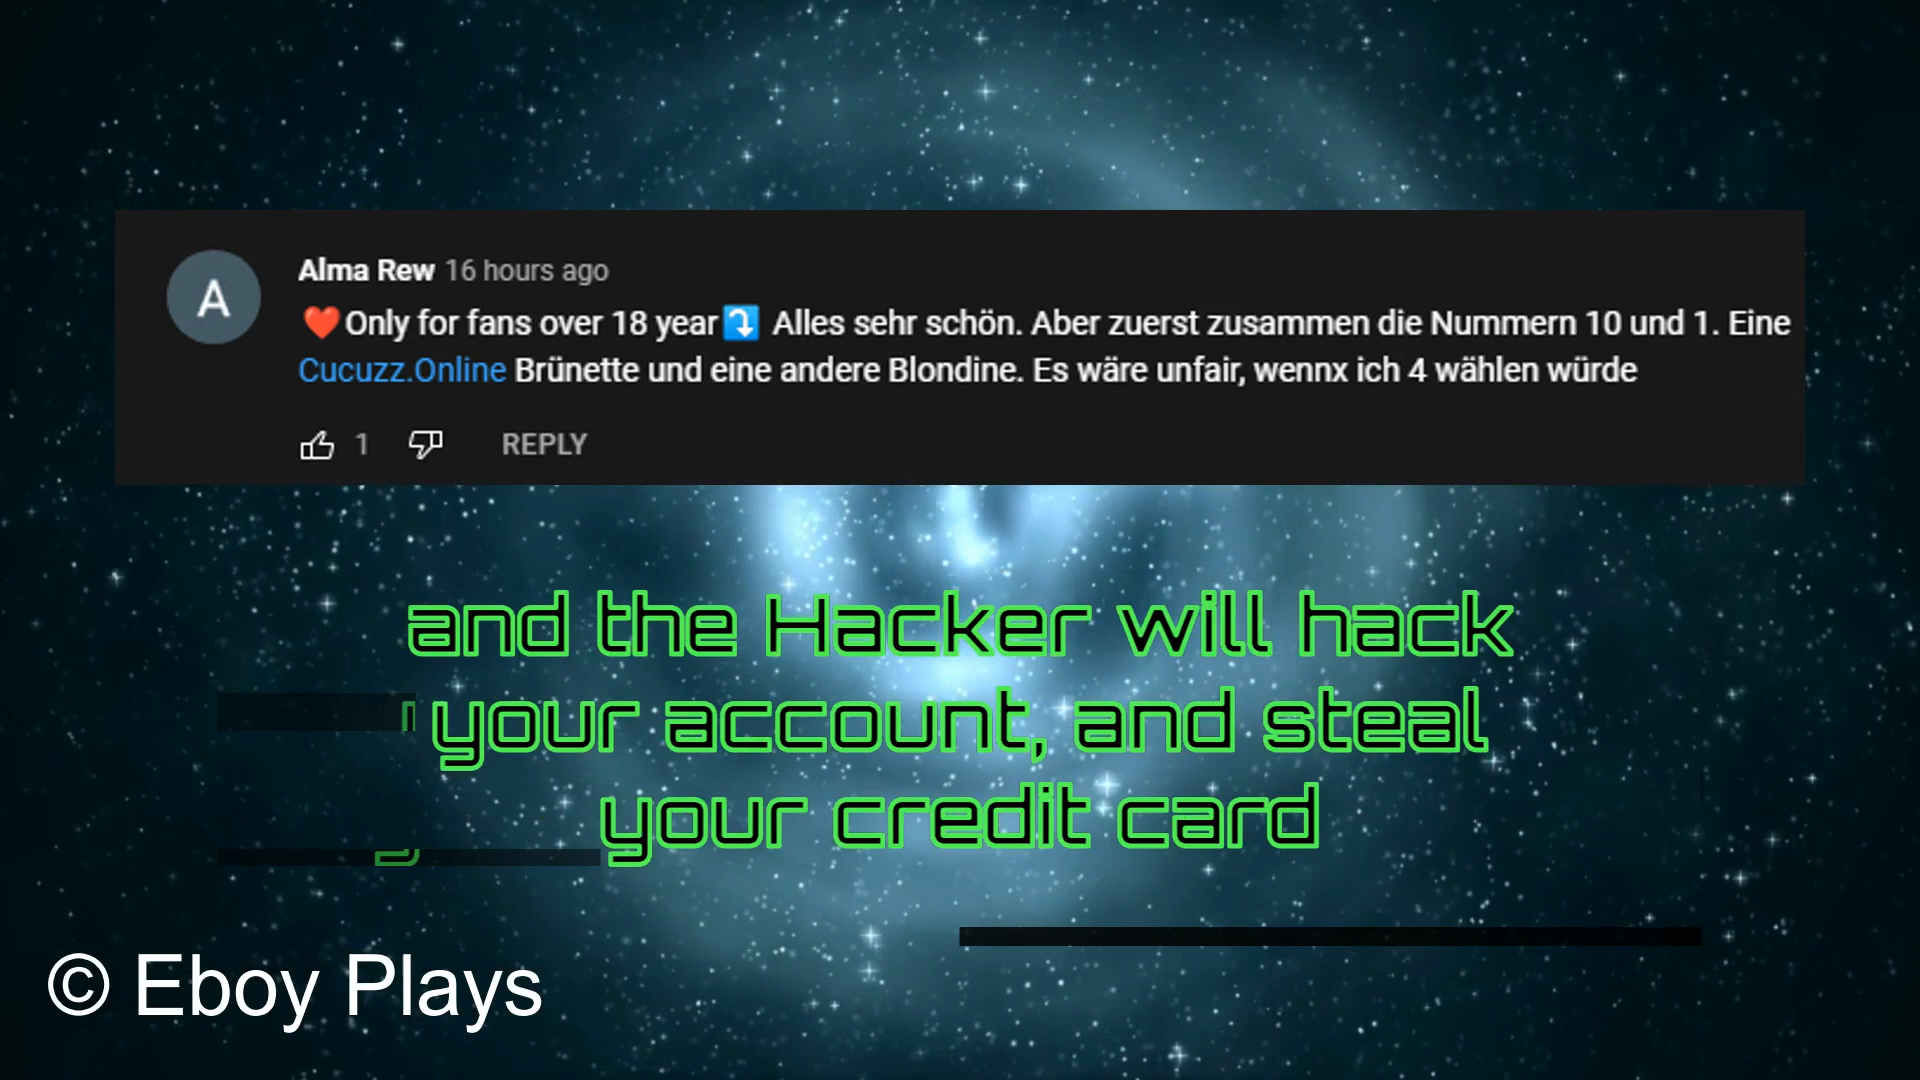 A
Alma Rew 16 hours ago
❤️Only for fans over 18 year⤵️ Alles sehr schön. Aber zuerst zusammen die Nummern 10 und 1. Eine
Cucuzz.Online Brünette und eine andere Blondine. Es wäre unfair, wennx ich 4 wählen würde
1 REPLY
and the Hacker will hack
your account, and steal
your credit card
© Eboy Plays